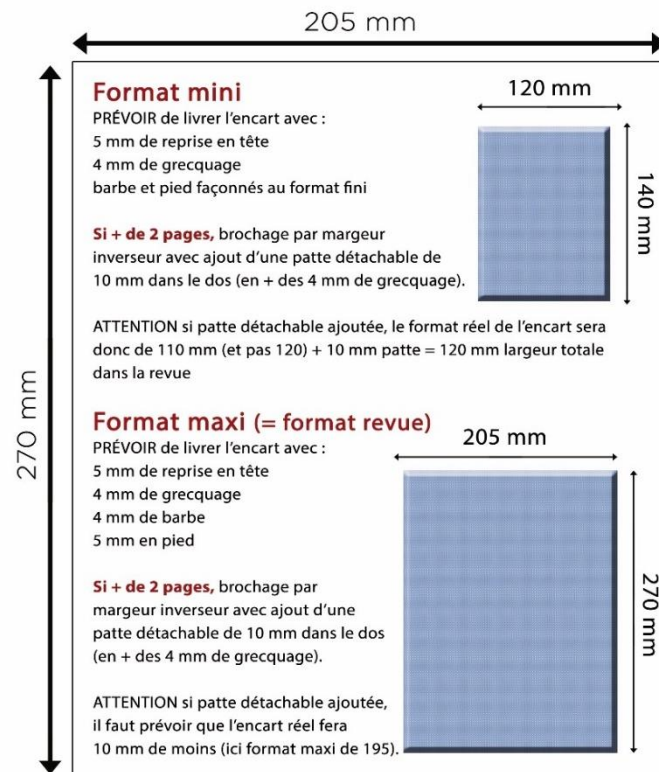 205 mm
270 mm
Format mini
PRÉVOIR de livrer l'encart avec :
5 mm de reprise en tête
4 mm de grecquage
barbe et pied façonnés au format fini
120 mm
140 mm
Si + de 2 pages, brochage par margeur
inverseur avec ajout d'une patte détachable de
10 mm dans le dos (en + des 4 mm de grecquage).
ATTENTION si patte détachable ajoutée, le format réel de l'encart sera
donc de 110 mm (et pas 120) + 10 mm patte = 120 mm largeur totale
dans la revue
Format maxi (= format revue)
PRÉVOIR de livrer l'encart avec :
5 mm de reprise en tête
4 mm de grecquage
4 mm de barbe
5 mm en pied
205 mm
270 mm
Si + de 2 pages, brochage par
margeur inverseur avec ajout d'une
patte détachable de 10 mm dans le dos
(en + des 4 mm de grecquage).
ATTENTION si patte détachable ajoutée,
il faut prévoir que l'encart réel fera
10 mm de moins (ici format maxi de 195).